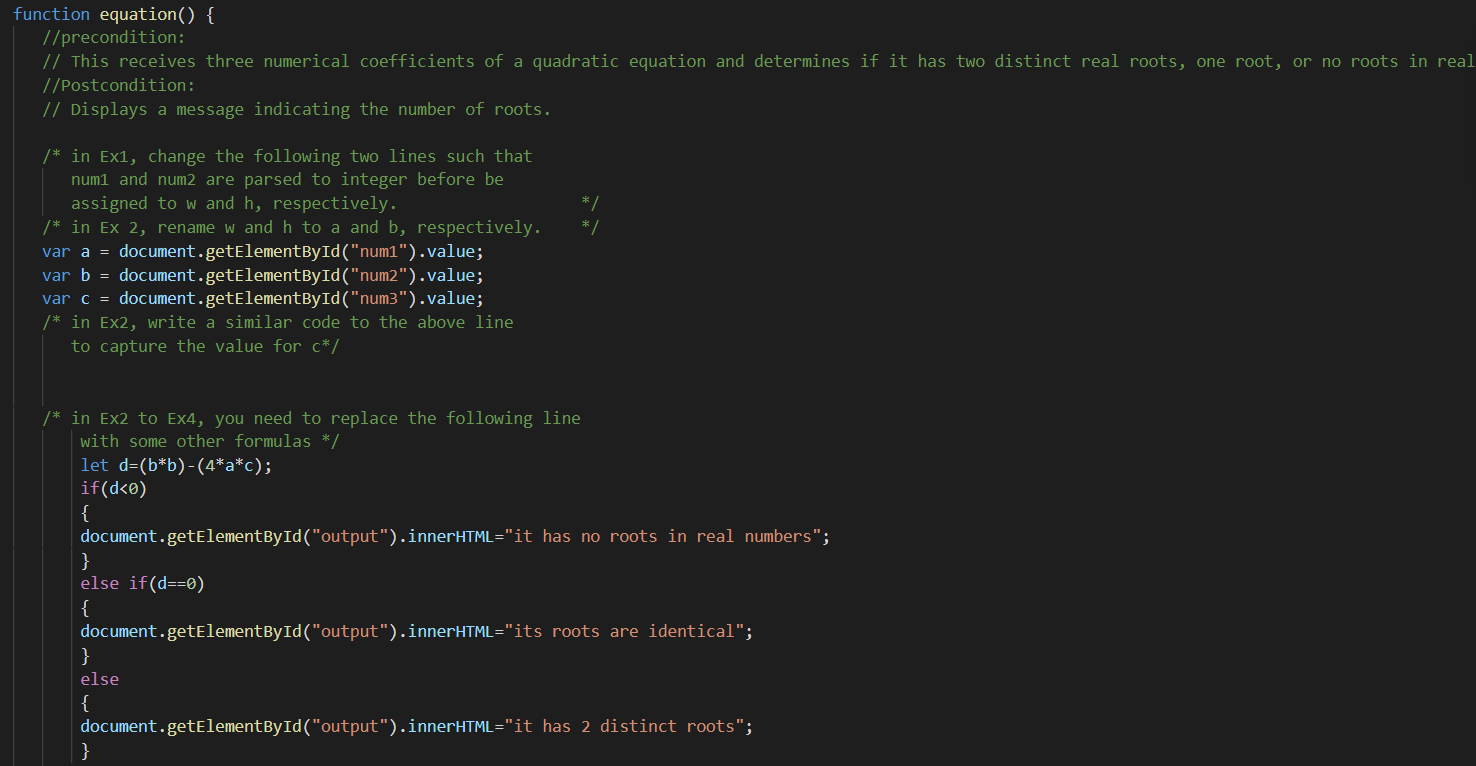 function equation() {
//precondition:
// This receives three numerical coefficients of a quadratic equation and determines if it has two distinct real roots, one root, or no roots in real
//Postcondition:
// Displays a message indicating the number of roots.
/* in Ex1, change the following two lines such that
num1 and num2 are parsed to integer before be
assigned to w and h, respectively. */
/* in Ex 2, rename w and h to a and b, respectively. */
var a = document.getElementById("num1").value;
var b = document.getElementById("num2").value;
var c = document.getElementById("num3").value;
/* in Ex2, write a similar code to the above line
to capture the value for c*/
/* in Ex2 to Ex4, you need to replace the following line
with some other formulas */
let d=(b*b)-(4*a*c);
if(d<0)
{
document.getElementById("output").innerHTML="it has no roots in real numbers";
}
else if(d==0)
{
document.getElementById("output").innerHTML="its roots are identical";
}
else
{
document.getElementById("output").innerHTML="it has 2 distinct roots";
}